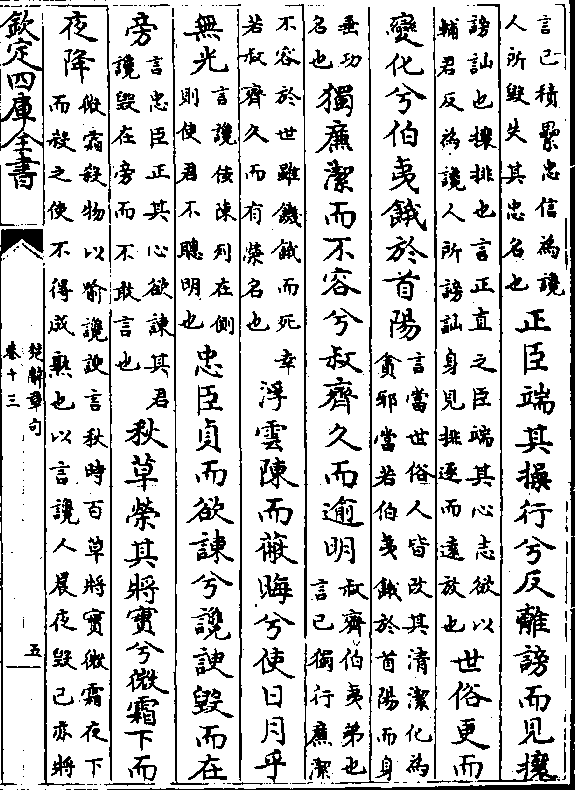 言己積累忠信為讒
人所毀失其忠名也
正臣端其操行兮反離謗而見攘
謗訕也攘排也言正直之臣端其心志欲以
輔君反為讒人所謗訕身見排逐而遠放也
世俗更而
變化兮伯夷餓於首陽
言當世俗人皆改其清潔化為
貪邪當若伯夷餓於首陽而身
垂功
名也
獨廉潔而不容兮叔齊久而逾明
叔齊伯夷弟也
言己獨行廉潔
不容於世雖饑餓而死幸
若叔齊久而有榮名也
浮雲陳而蔽晦兮使日月乎
無光
言讒佞陳列在側
則使君不聰明也
忠臣貞而欲諫兮讒諛毀而在
旁
言忠臣正其心欲諫其君
讒毀在旁而不敢言也
秋草榮其將實兮微霜下而
夜降
微霜殺物以喻讒諛言秋時百草將實微霜夜下
而殺之使不得成熟也以言讒人晨夜毀己亦將
欽定四庫全書
楚辭章句
卷十三
五